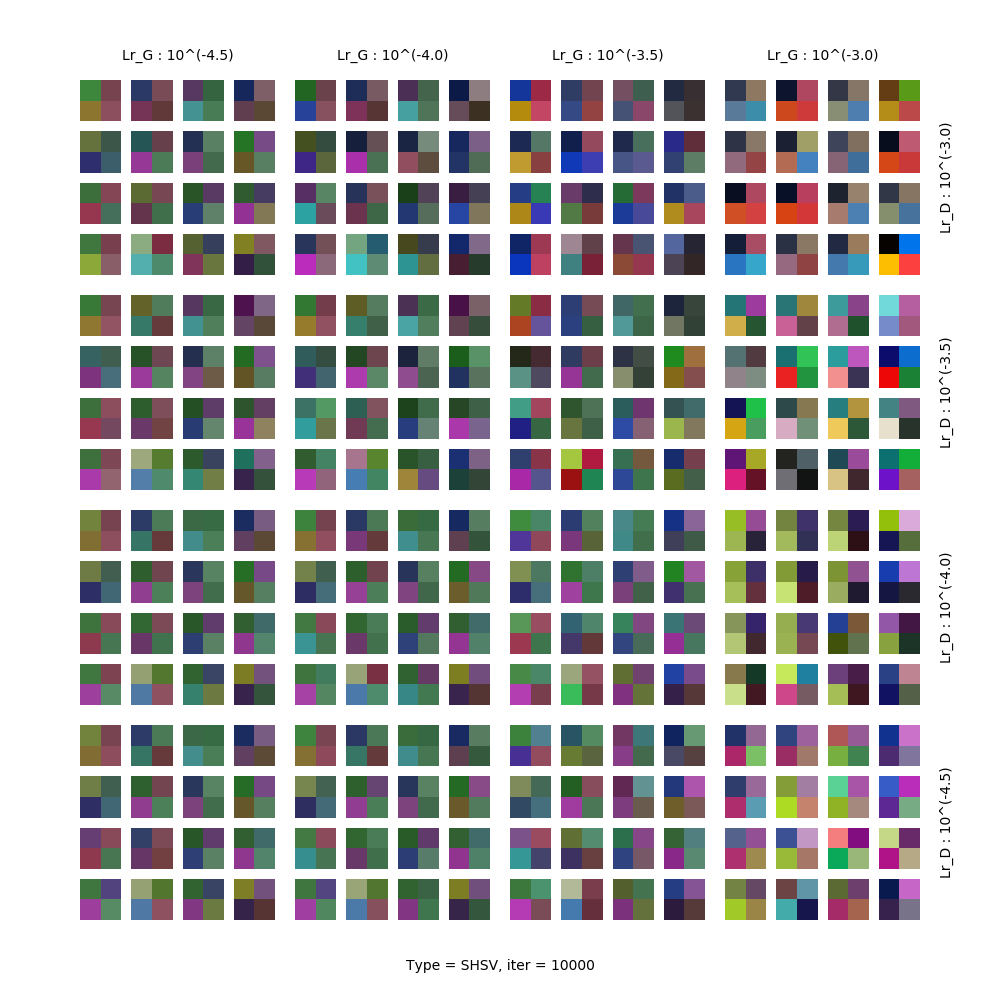 Lr_G : 10^(-4.5)
Lr_G : 10^(-4.0)
Lr_G : 10^(-3.5)
Lr_G : 10^(-3.0)
Lr_D : 10^(-3.0)
Lr_D : 10^(-3.5)
Lr_D : 10^(-4.0)
Lr_D : 10^(-4.5)
Type = SHSV, iter = 10000